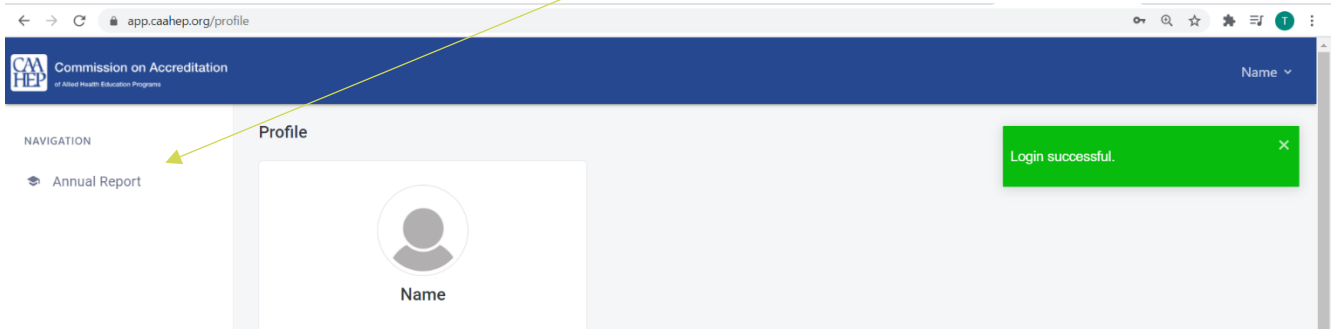 app.caahep.org/profile
T
CAA
HEP
Commission on Accreditation
of Allied Health Education Programs
Name
NAVIGATION
Annual Report
Profile
Login successful.
Name